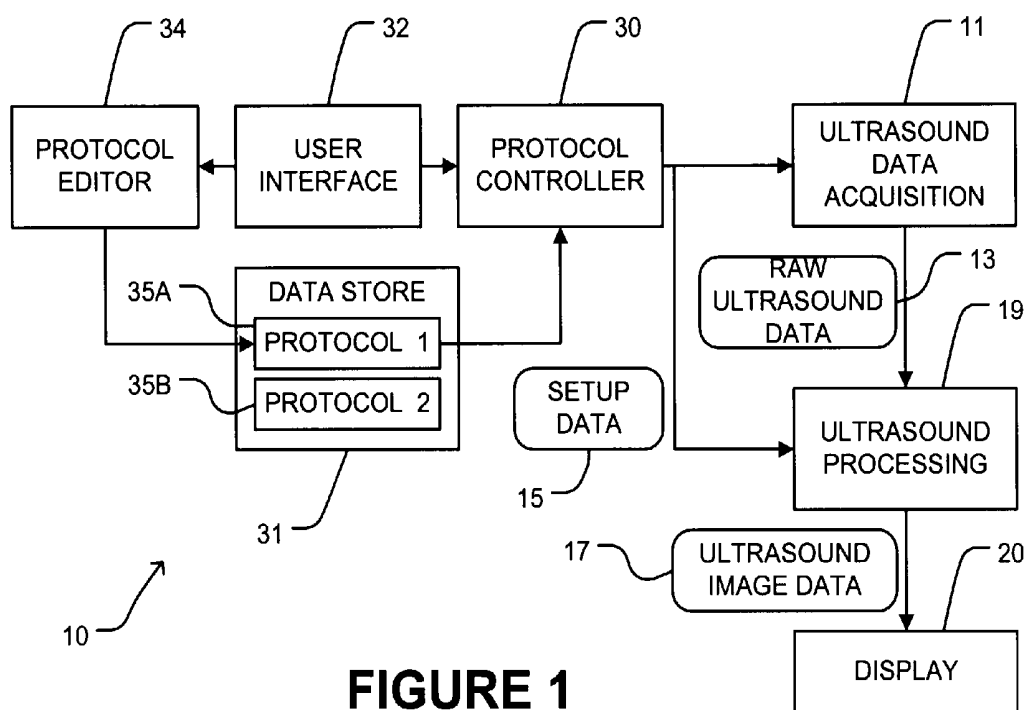 34
32
30
11
PROTOCOL
EDITOR
USER
INTERFACE
PROTOCOL
CONTROLLER
ULTRASOUND
DATA
ACQUISITION
35A
DATA STORE
PROTOCOL 1
35B
PROTOCOL 2
31
SETUP
DATA
15
RAW
ULTRASOUND
DATA
13
19
ULTRASOUND
PROCESSING
17
ULTRASOUND
IMAGE DATA
20
DISPLAY
10
FIGURE 1